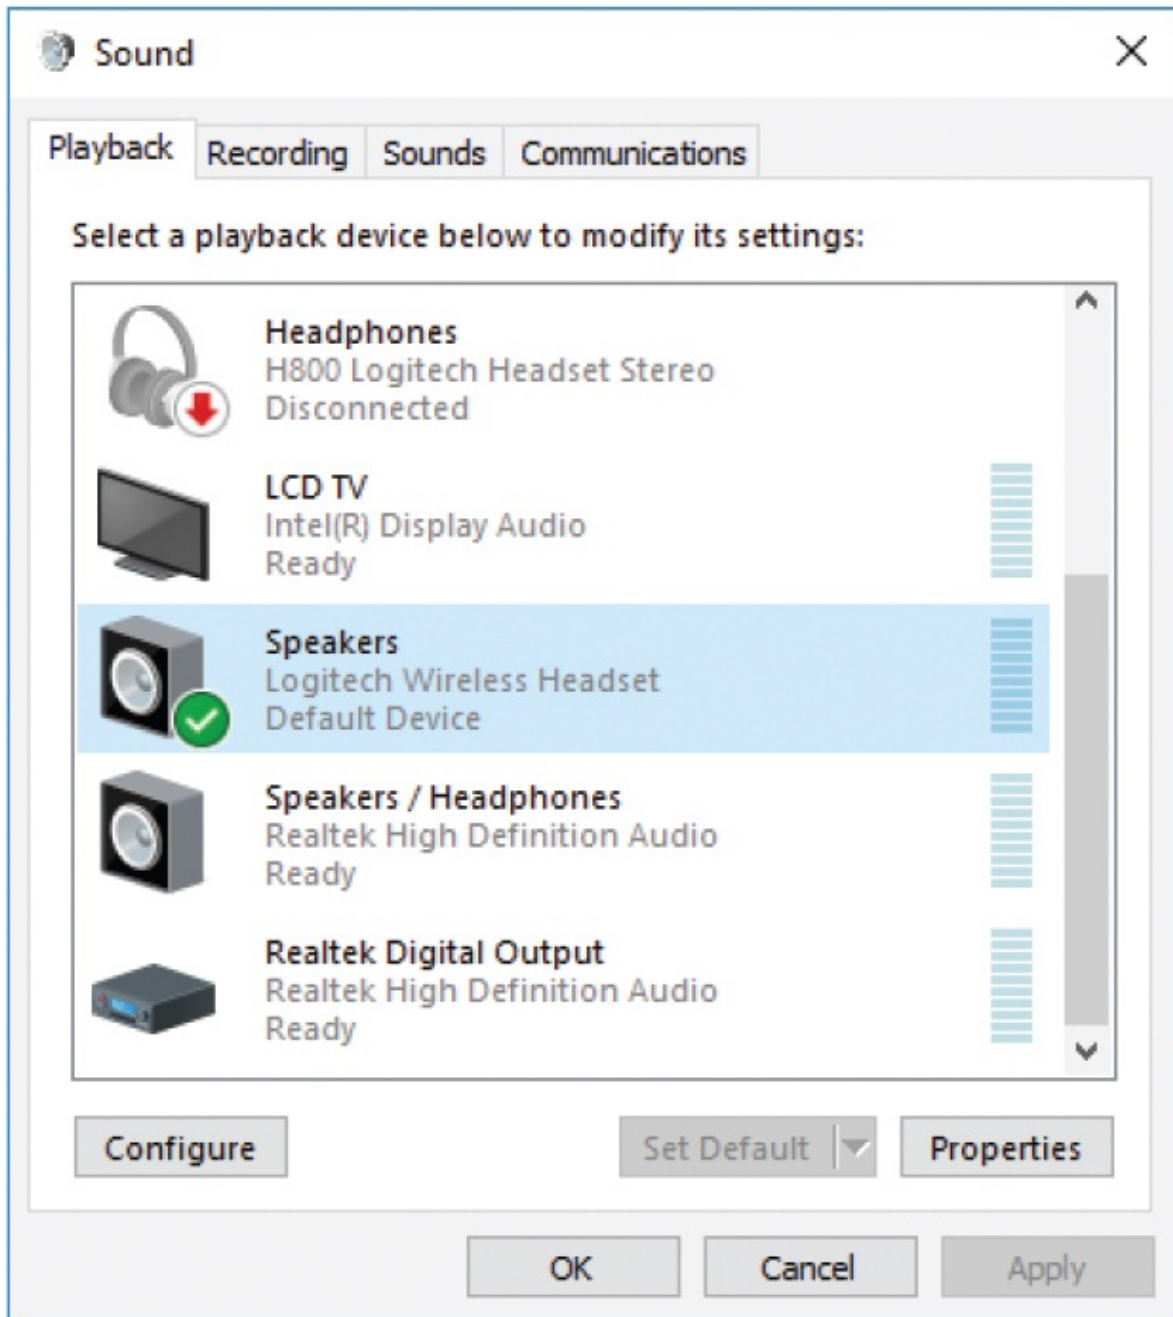 Sound
Playback Recording Sounds Communications
Select a playback device below to modify its settings:
Headphones
H800 Logitech Headset Stereo
Disconnected
LCD TV
Intel(R) Display Audio
Ready
Speakers
Logitech Wireless Headset
Default Device
Speakers / Headphones
Realtek High Definition Audio
Ready
Realtek Digital Output
Realtek High Definition Audio
Ready
Configure Set Default Properties
OK Cancel Apply